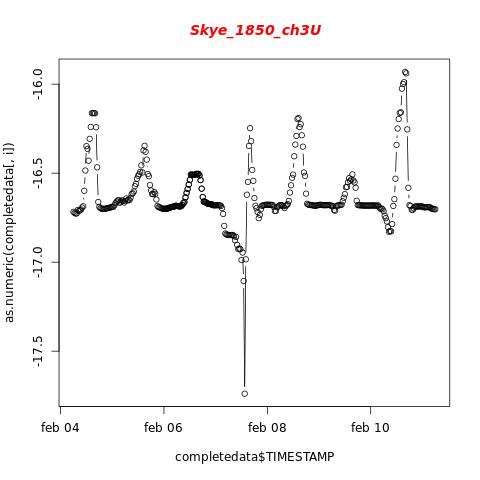 Skye_1850_ch3U
as.numeric(completedata[, i])
-16.0
-16.5
-17.0
-17.5
feb 04 feb 06 feb 08 feb 10
completedata$TIMESTAMP